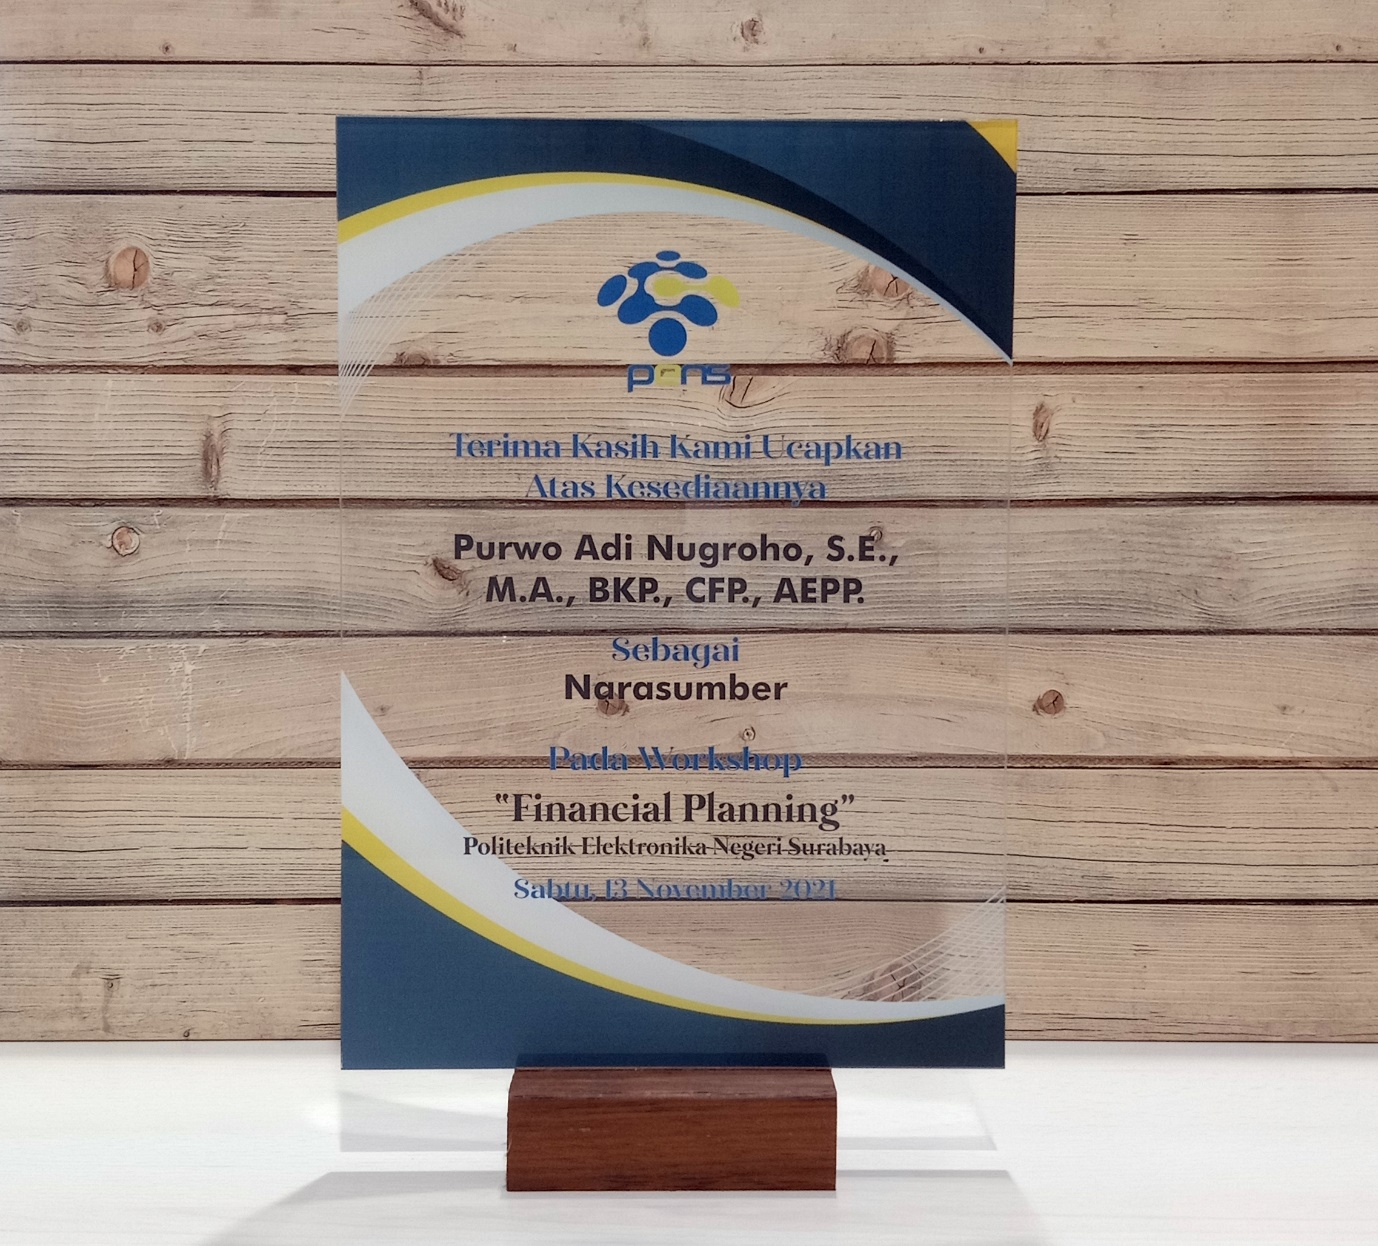 pens
Terima Kasih Kami Ucapkan
Atas Kesediaannya
Purwo Adi Nugroho, S.E.,
M.A., BKP., CFP., AEPP.
Sebagai
Narasumber
Pada Workshop
“Financial Planning”
Politeknik Elektronika Negeri Surabaya
Sabtu, 13 November 2021